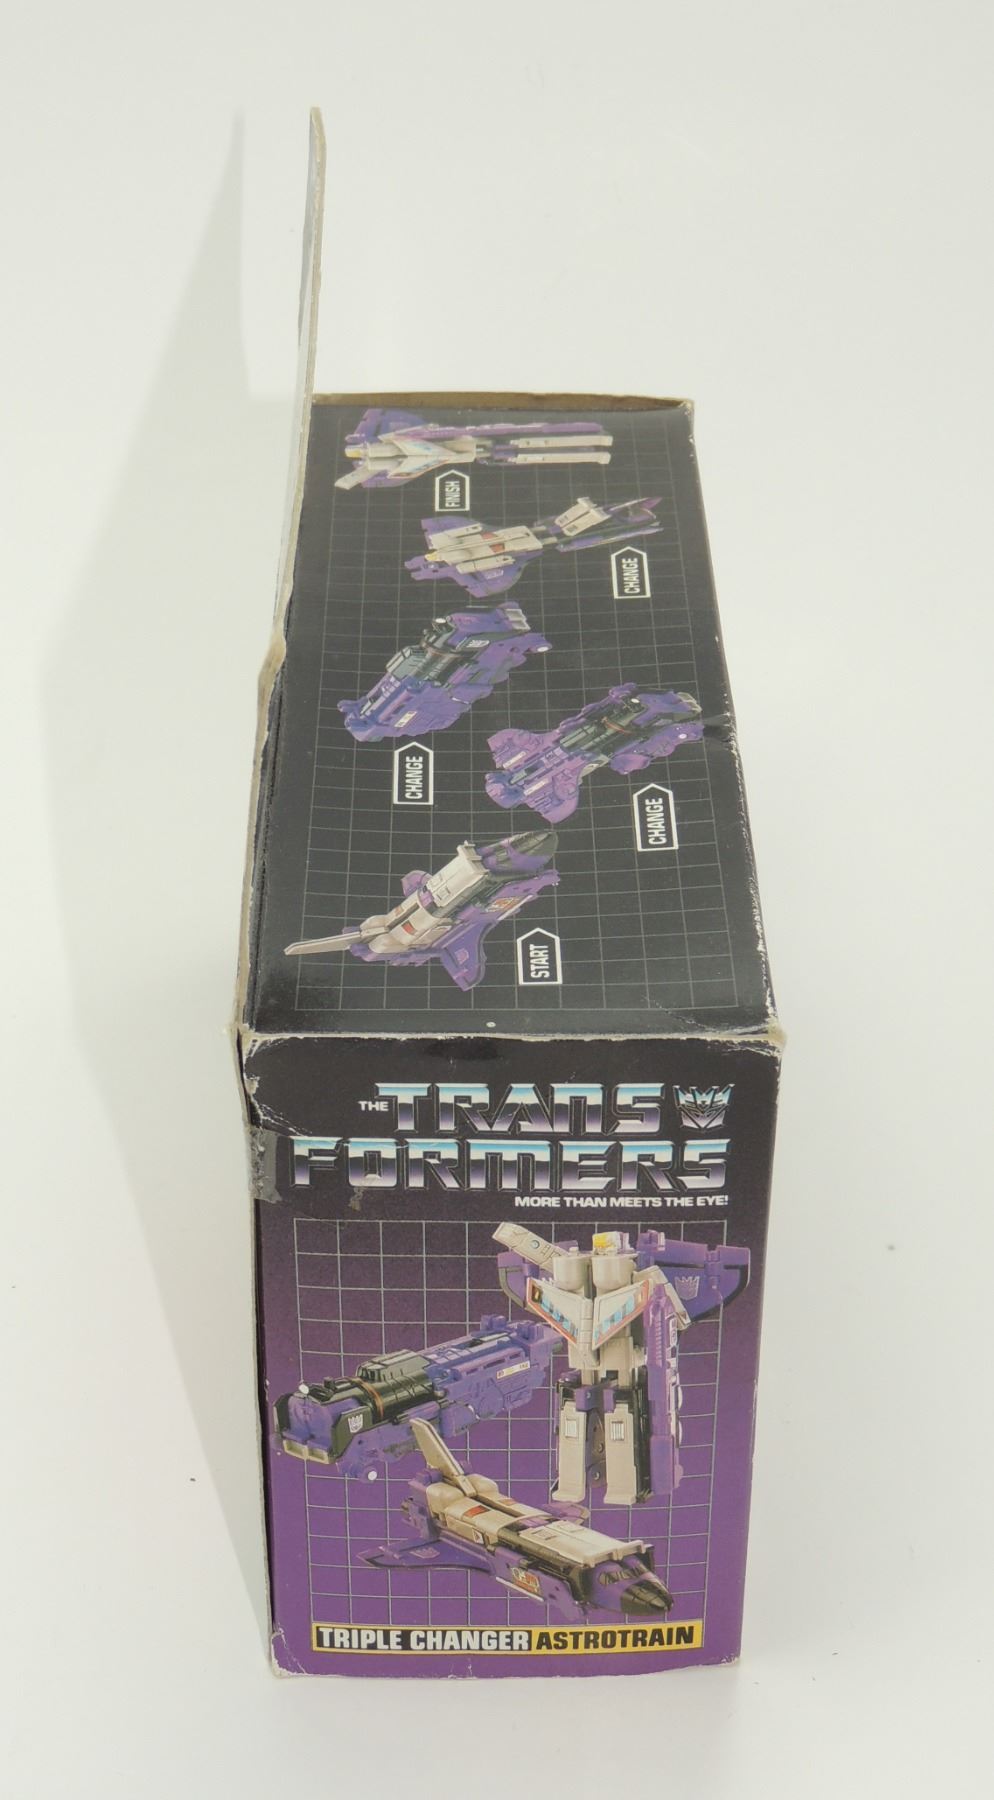 FINISH
CHANGE
CHANGE
CHANGE
START
THE TRANS
FORMERS
MORE THAN MEETS THE EYE!
TRIPLE CHANGER ASTROTRAIN